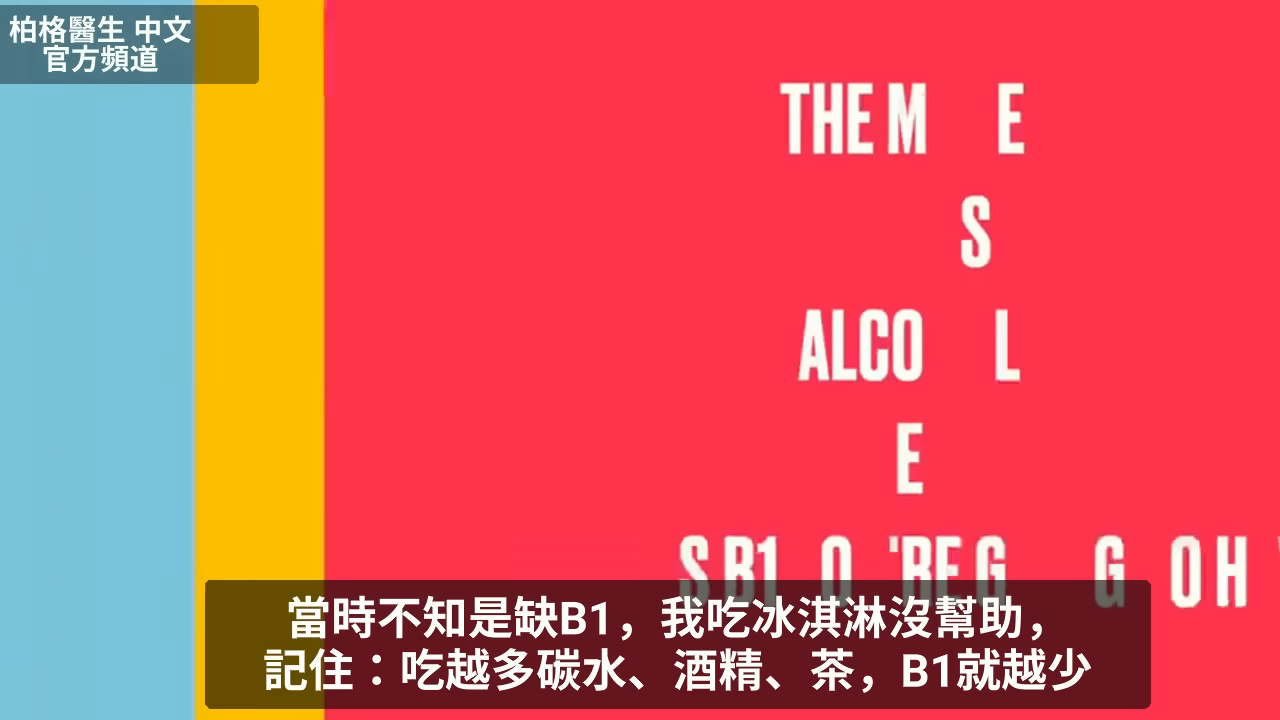 柏格醫生 中文
官方頻道
THE M E
S
ALCO L
E
S B1 O 'BE G G O H
當時不知是缺B1，我吃冰淇淋沒幫助，
記住：吃越多碳水、酒精、茶，B1就越少